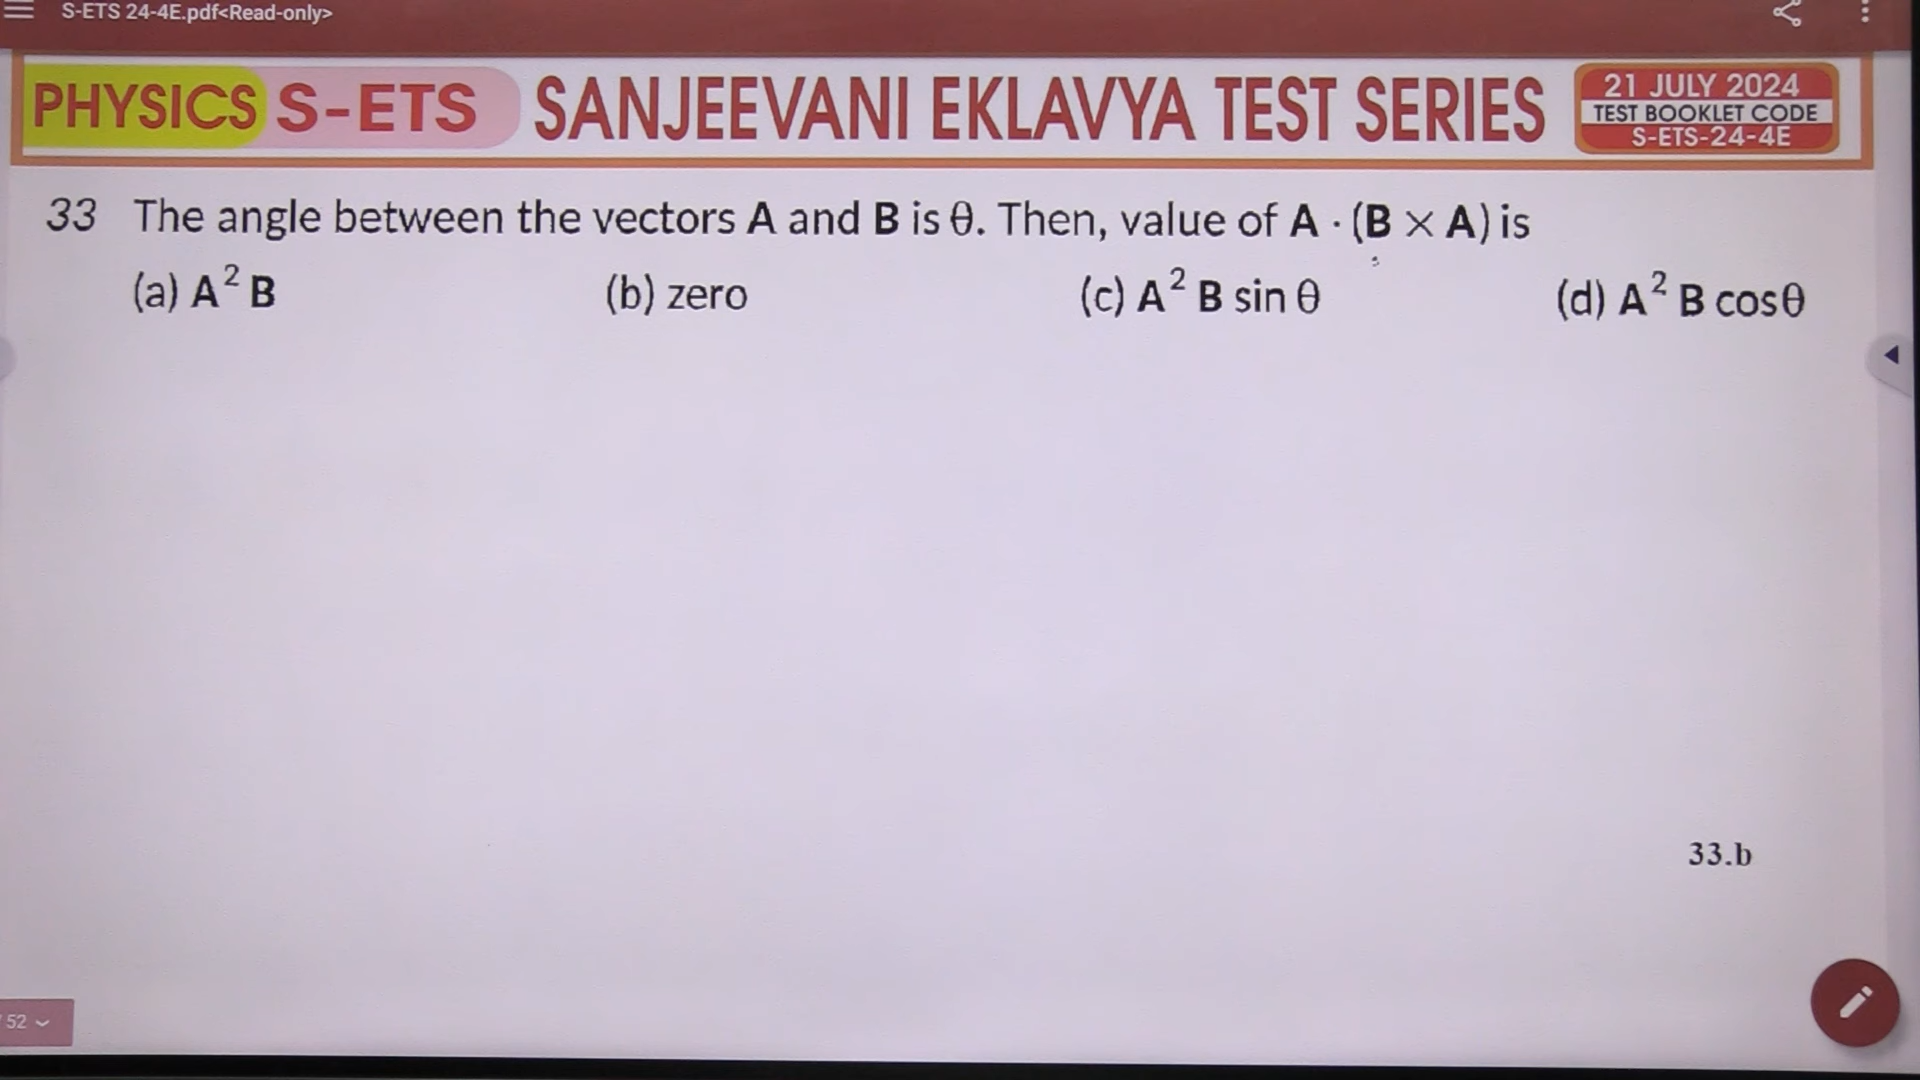 S-ETS 24-4E.pdf<Read-only>
PHYSICS S-ETS SANJEEVANI EKLAVYA TEST SERIES
21 JULY 2024
TEST BOOKLET CODE
S-ETS-24-4E
33 The angle between the vectors A and B is θ. Then, value of A · (B × A) is
(a) A² B (b) zero (c) A² B sin θ (d) A² B cosθ
33.b
52